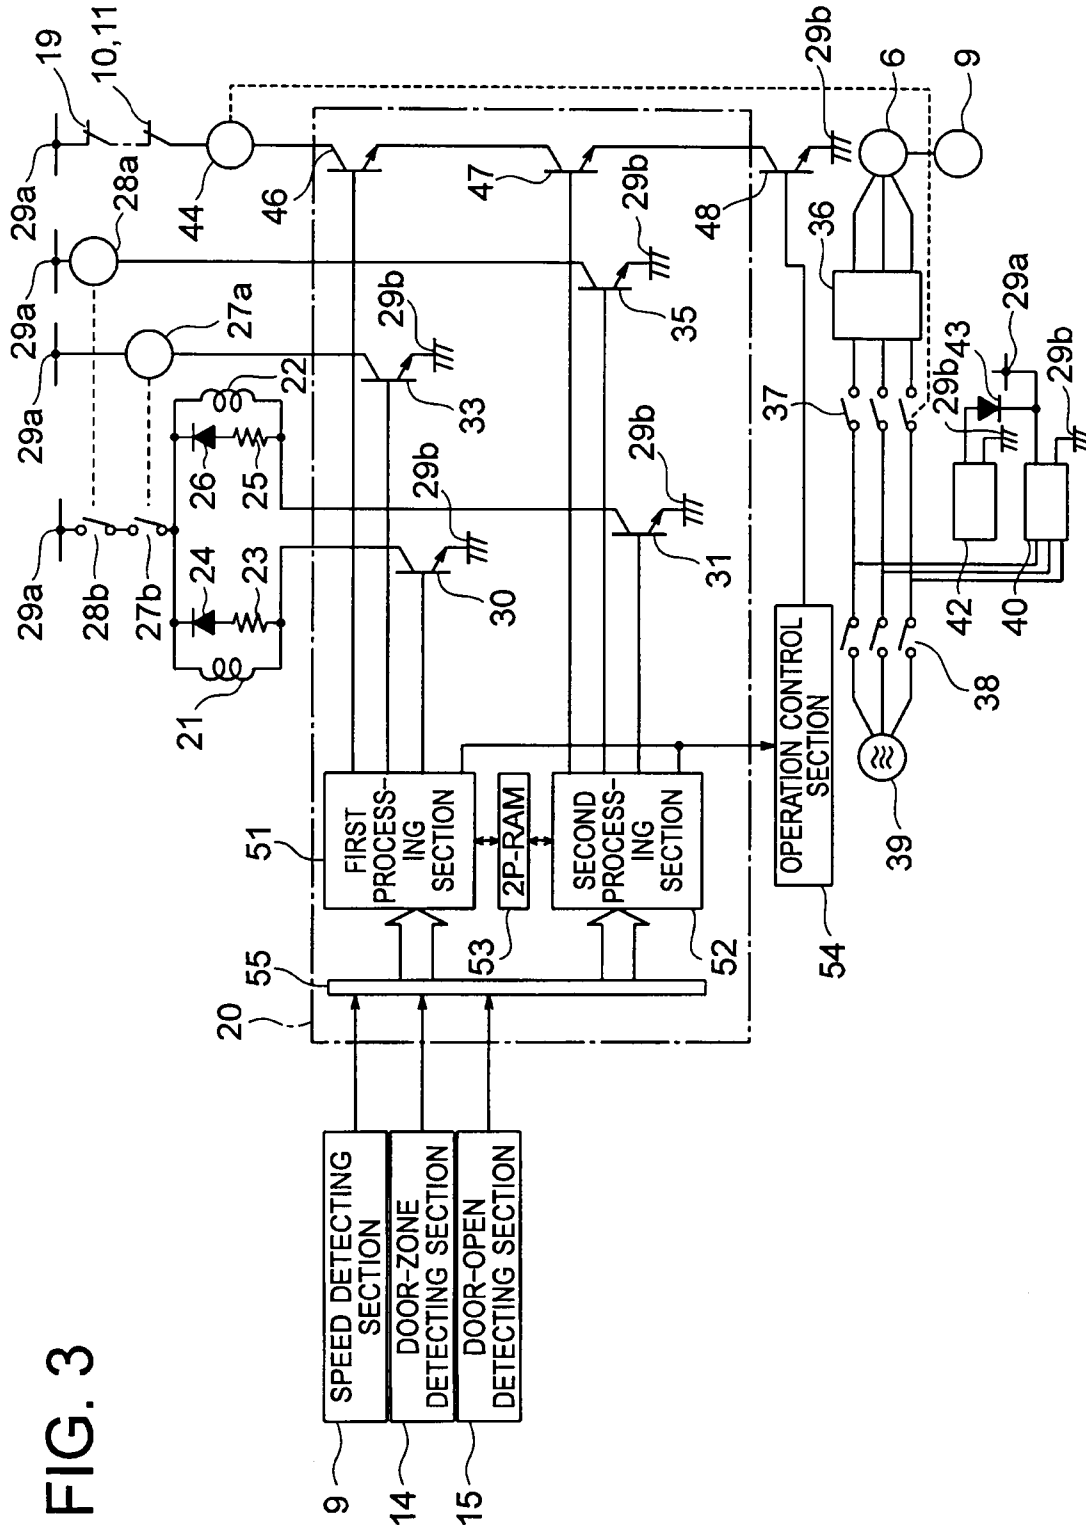 FIG. 3
29a
29a
29a
29a
19
10,11
28a
27a
44
28b
27b
22
26
25
24
23
21
46
47
48
29b
29b
29b
29b
29b
33
35
30
31
6
9
36
37
43
29a
29b
29b
42
40
38
39
20
55
51
FIRST
PROCESS-
ING
SECTION
53
2P-RAM
52
SECOND
PROCESS-
ING
SECTION
54
OPERATION CONTROL
SECTION
9
SPEED DETECTING
SECTION
14
DOOR-ZONE
DETECTING SECTION
15
DOOR-OPEN
DETECTING SECTION